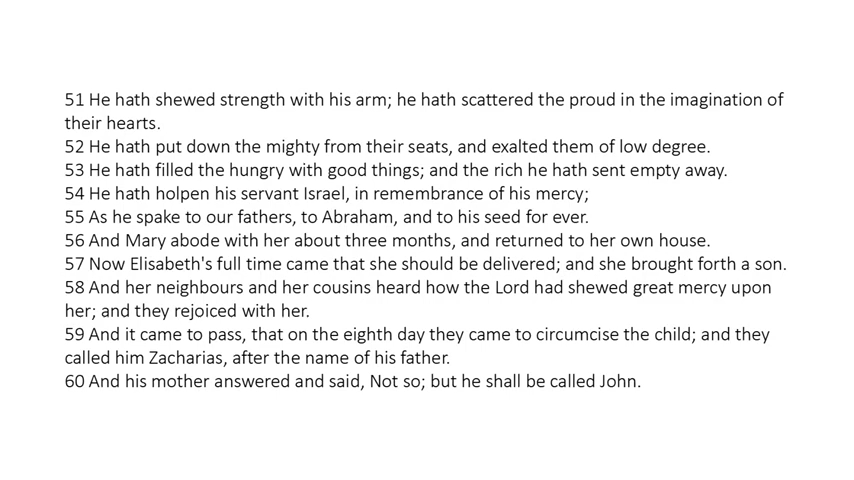 51 He hath shewed strength with his arm; he hath scattered the proud in the imagination of
their hearts.
52 He hath put down the mighty from their seats, and exalted them of low degree.
53 He hath filled the hungry with good things; and the rich he hath sent empty away.
54 He hath holpen his servant Israel, in remembrance of his mercy;
55 As he spake to our fathers, to Abraham, and to his seed for ever.
56 And Mary abode with her about three months, and returned to her own house.
57 Now Elisabeth's full time came that she should be delivered; and she brought forth a son.
58 And her neighbours and her cousins heard how the Lord had shewed great mercy upon
her; and they rejoiced with her.
59 And it came to pass, that on the eighth day they came to circumcise the child; and they
called him Zacharias, after the name of his father.
60 And his mother answered and said, Not so; but he shall be called John.